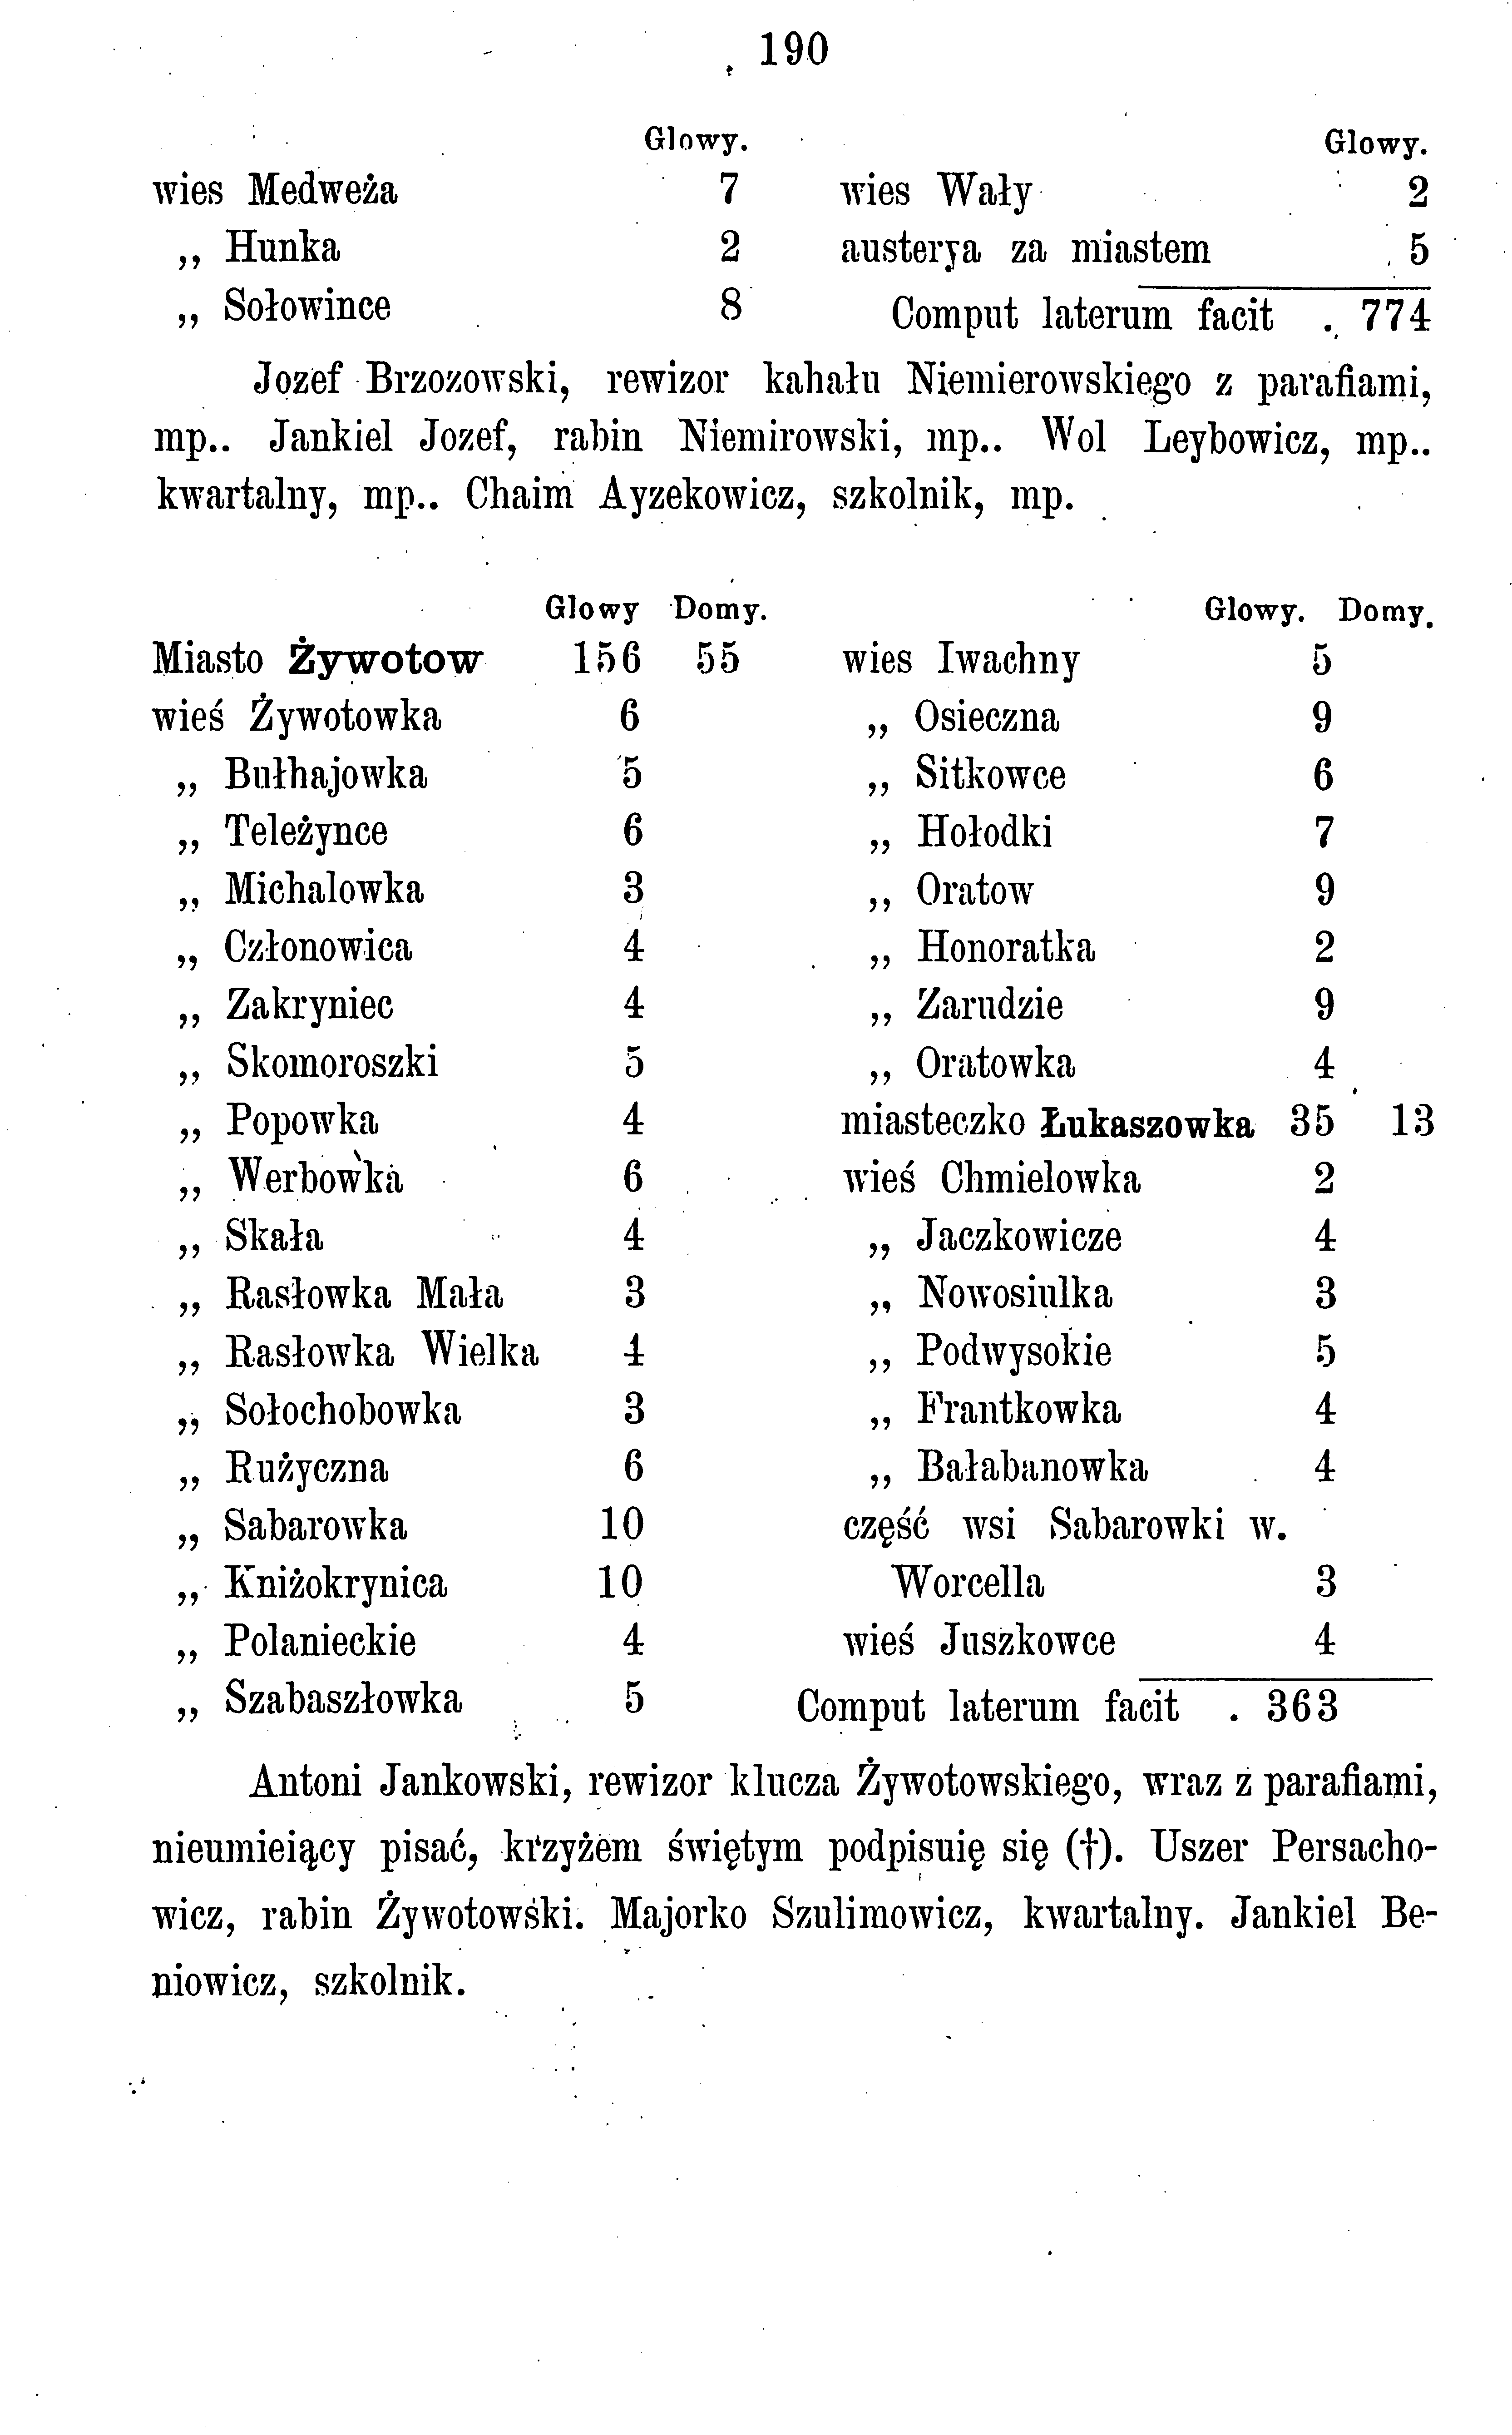 190
Glowy.
wies Medweża 7
„ Hunka 2
„ Sołowince 8
Glowy.
wies Wały 2
austerya za miastem 5
Comput laterum facit . 774
Jozef Brzozowski, rewizor kahału Niemierowskiego z parafiami,
mp.. Jankiel Jozef, rabin Niemirowski, mp.. Wol Leybowicz, mp..
kwartalny, mp.. Chaim Ayzekowicz, szkolnik, mp.
Glowy Domy.
Miasto Żywotow 156 55
wieś Żywotowka 6
„ Bułhajowka 5
„ Teleżynce 6
„ Michalowka 3
„ Członowica 4
„ Zakryniec 4
„ Skomoroszki 5
„ Popowka 4
„ Werbowka 6
„ Skała 4
„ Rasłowka Mała 3
„ Rasłowka Wielka 4
„ Sołochobowka 3
„ Rużyczna 6
„ Sabarowka 10
„ Kniżokrynica 10
„ Polanieckie 4
„ Szabaszłowka 5
Glowy. Domy.
wies Iwachny 5
„ Osieczna 9
„ Sitkowce 6
„ Hołodki 7
„ Oratow 9
„ Honoratka 2
„ Zarudzie 9
„ Oratowka 4
miasteczko Łukaszowka 35 13
wieś Chmielowka 2
„ Jaczkowicze 4
„ Nowosiulka 3
„ Podwysokie 5
„ Frantkowka 4
„ Bałabanowka 4
część wsi Sabarowki w.
Worcella 3
wieś Juszkowce 4
Comput laterum facit . 363
Antoni Jankowski, rewizor klucza Żywotowskiego, wraz z parafiami,
nieumieiący pisać, krzyżem świętym podpisuię się (†). Uszer Persacho-
wicz, rabin Żywotowski. Majorko Szulimowicz, kwartalny. Jankiel Be-
niowicz, szkolnik.